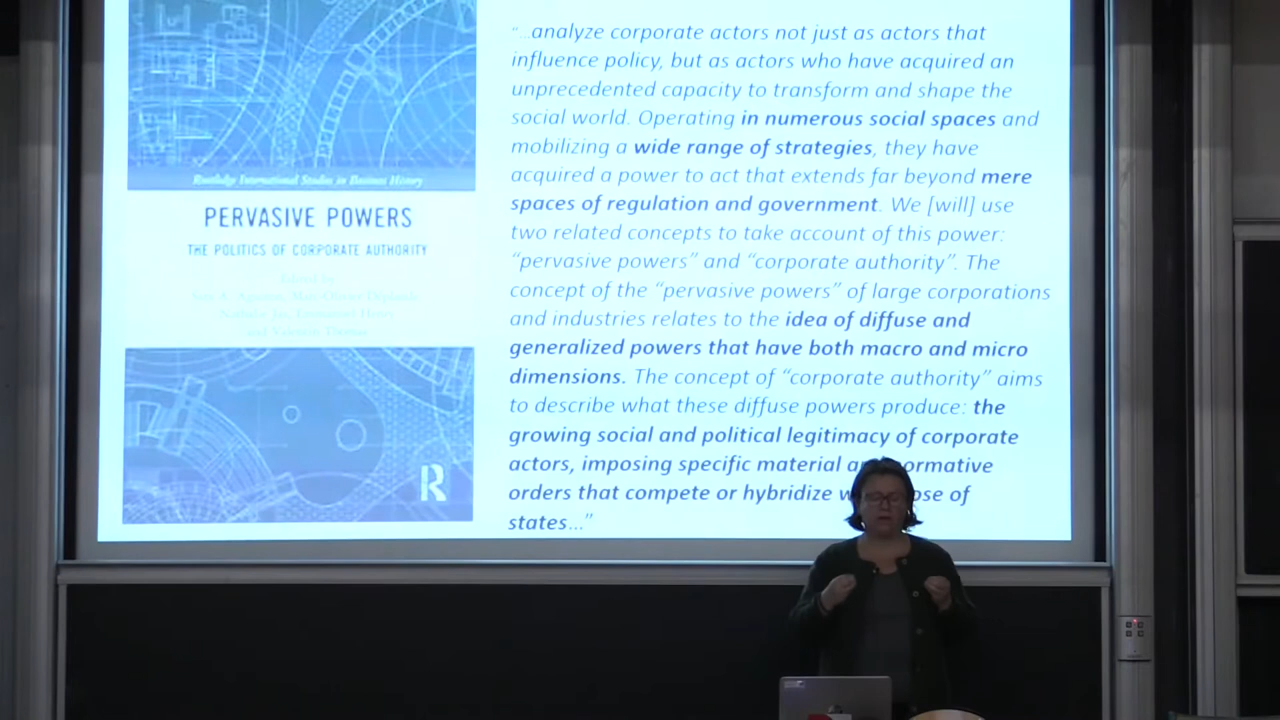 Routledge International Studies in Business History
PERVASIVE POWERS
THE POLITICS OF CORPORATE AUTHORITY
Edited by
and Valentin Thomas
R
“...analyze corporate actors not just as actors that
influence policy, but as actors who have acquired an
unprecedented capacity to transform and shape the
social world. Operating in numerous social spaces and
mobilizing a wide range of strategies, they have
acquired a power to act that extends far beyond mere
spaces of regulation and government. We [will] use
two related concepts to take account of this power:
“pervasive powers” and “corporate authority”. The
concept of the “pervasive powers” of large corporations
and industries relates to the idea of diffuse and
generalized powers that have both macro and micro
dimensions. The concept of “corporate authority” aims
to describe what these diffuse powers produce: the
growing social and political legitimacy of corporate
actors, imposing specific material ormative
orders that compete or hybridize w ose of
states...”